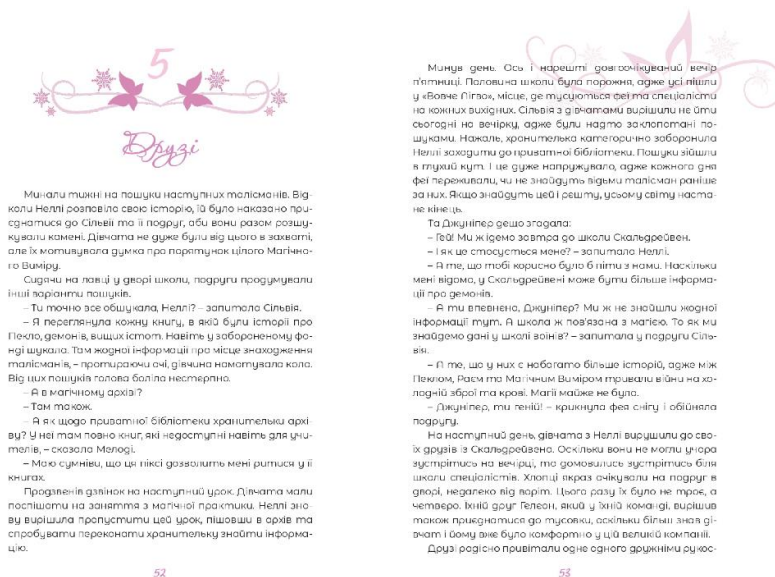 5
Друзі
Минали тижні на пошуки наступних талісманів. Від-
коли Неллі розповіла свою історію, їй було наказано при-
єднатися до Сільвії та її подруг, аби вони разом розшу-
кували камені. Дівчата не дуже були від цього в захваті,
але їх мотивувала думка про порятунок цілого Магічно-
го Виміру.
Сидячи на лавці у дворі школи, подруги продумували
інші варіанти пошуків.
– Ти точно все обшукала, Неллі? – запитала Сільвія.
– Я переглянула кожну книгу, в якій були історії про
Пекло, демонів, вищих істот. Навіть у забороненому фо-
нді шукала. Там жодної інформації про місце знаходження
талісманів, – протираючи очі, дівчина намотувала кола.
Від цих пошуків голова боліла нестерпно.
– А в магічному архіві?
– Там також.
– А як щодо приватної бібліотеки хранительки архі-
ву? У неї там повно книг, які недоступні навіть для учи-
телів, – сказала Мелоді.
– Маю сумніви, що ця піксі дозволить мені ритися у її
книгах.
Продзвенів дзвінок на наступний урок. Дівчата мали
поспішати на заняття з магічної практики. Неллі зно-
ву вирішила пропустити цей урок, пішовши в архів та
спробувати переконати хранительку знайти інформа-
цію.
52
Минув день. Ось і нарешті довгоочікуваний вечір
п'ятниці. Половина школи була порожня, адже усі пішли
у «Вовче Лігво», місце, де тусуються феї та спеціалісти
на кожних вихідних. Сільвія з дівчатами вирішили не йти
сьогодні на вечірку, адже були надто заклопотані по-
шуками. Нажаль, хранителька категорично заборонила
Неллі заходити до приватної бібліотеки. Пошуки зійшли
в глухий кут. І це дуже напружувало, адже кожного дня
феї переживали, чи не знайдуть відьми талісман раніше
за них. Якщо знайдуть цей і решту, усьому світу наста-
не кінець.
Та Джуніпер дещо згадала:
– Гей! Ми ж ідемо завтра до школи Скальдрейвен.
– І як це стосується мене? – запитала Неллі.
– А те, що тобі корисно було б піти з нами. Наскільки
мені відомо, у Скальдрейвені може бути більше інформа-
ції про демонів.
– А ти впевнена, Джуніпер? Ми ж не знайшли жодної
інформації тут. А школа ж пов'язана з магією. То як ми
знайдемо дані у школі воїнів? – запитала у подруги Сіль-
вія.
– А те, що у них є набагато більше історій, адже між
Пеклом, Раєм та Магічним Виміром тривали війни на хо-
лодній зброї та крові. Магії майже не було.
– Джуніпер, ти геній! – крикнула фея снігу і обійняла
подругу.
На наступний день, дівчата з Неллі вирушили до сво-
їх друзів із Скальдрейвена. Оскільки вони не могли учора
зустрітись на вечірці, то домовились зустрітись біля
школи спеціалістів. Хлопці якраз очікували на подруг в
дворі, недалеко від воріт. Цього разу їх було не троє, а
четверо. Їхній друг Гелеон, який у їхній команді, вирішив
також приєднатися до тусовки, оскільки більш знав ді-
вчат і йому вже було комфортно у цій великій компанії.
Друзі радісно привітали одне одного дружніми рукос-
53